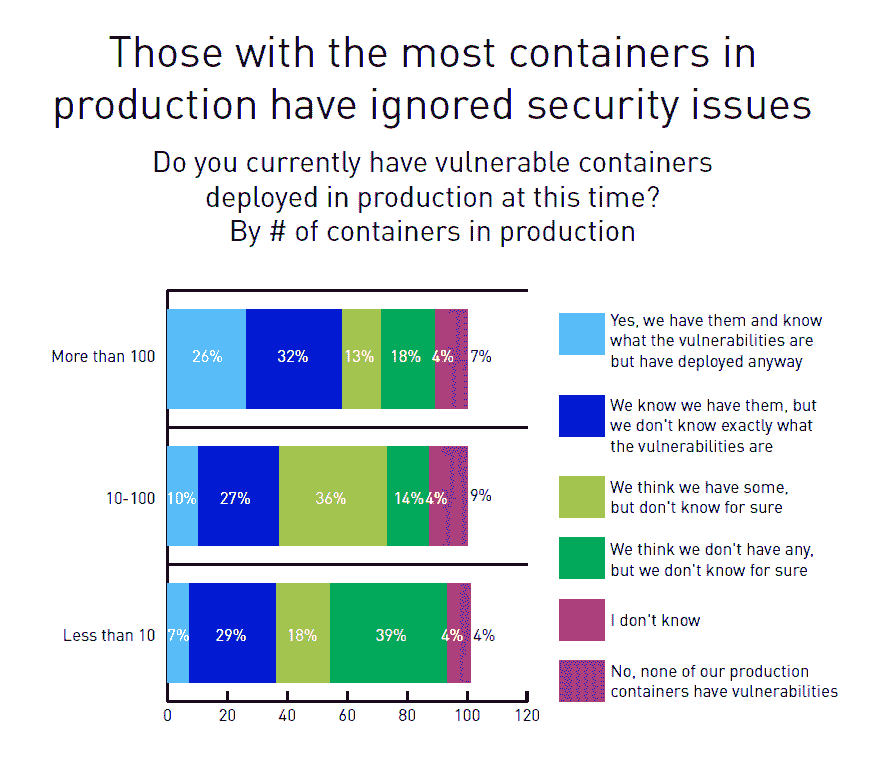 Those with the most containers in
production have ignored security issues
Do you currently have vulnerable containers
deployed in production at this time?
By # of containers in production
More than 100
26%
32%
13%
18%
4%
7%
10-100
10%
27%
36%
14%
4%
9%
Less than 10
7%
29%
18%
39%
4%
4%
0
20
40
60
80
100
120
Yes, we have them and know
what the vulnerabilities are
but have deployed anyway
We know we have them, but
we don't know exactly what
the vulnerabilities are
We think we have some,
but don't know for sure
We think we don't have any,
but we don't know for sure
I don't know
No, none of our production
containers have vulnerabilities